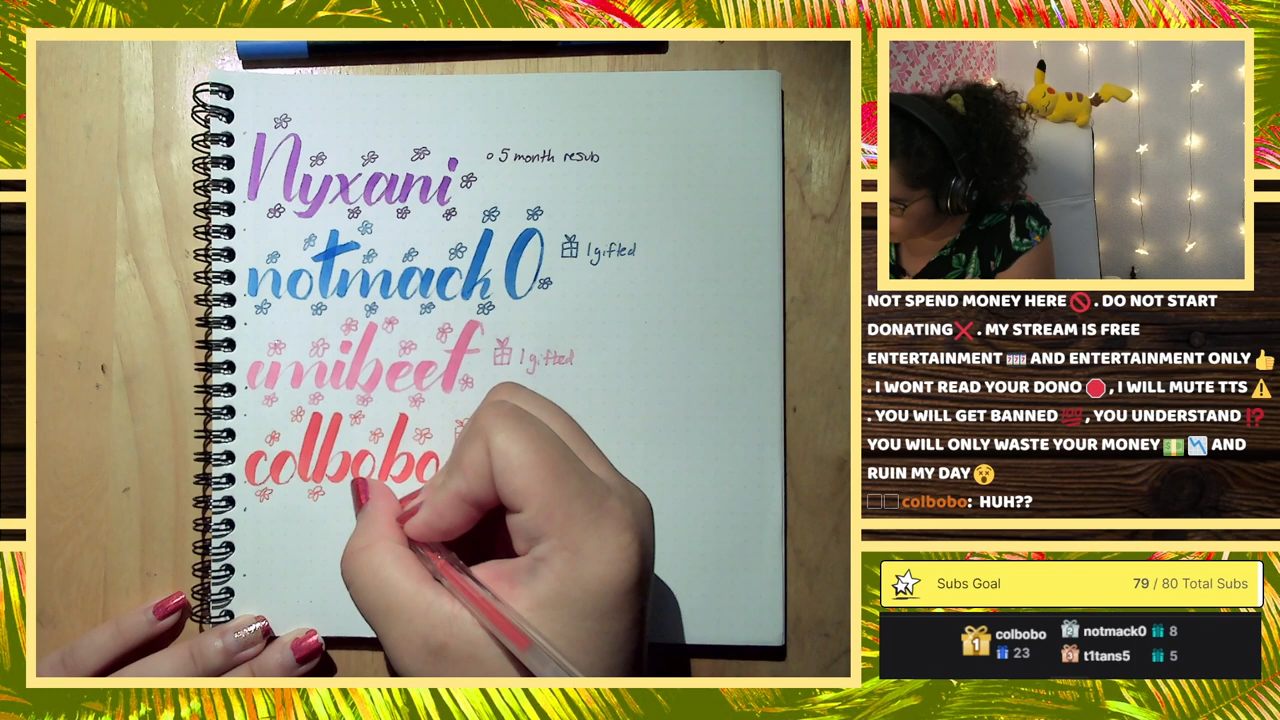 Nyxani
5 month resub
notmack0
1 gifted
imibeef
1 gifted
colbobo
NOT SPEND MONEY HERE 🚫 . DO NOT START
DONATING ❌ . MY STREAM IS FREE
ENTERTAINMENT 🎟 AND ENTERTAINMENT ONLY 👍
. I WONT READ YOUR DONO 🛑 , I WILL MUTE TTS ⚠️
. YOU WILL GET BANNED 💯 , YOU UNDERSTAND ⁉️
YOU WILL ONLY WASTE YOUR MONEY 💵 📉 AND
RUIN MY DAY 😵
colbobo: HUH??
Subs Goal 79 / 80 Total Subs
1 colbobo 23
2 notmack0 8
3 t1tans5 5